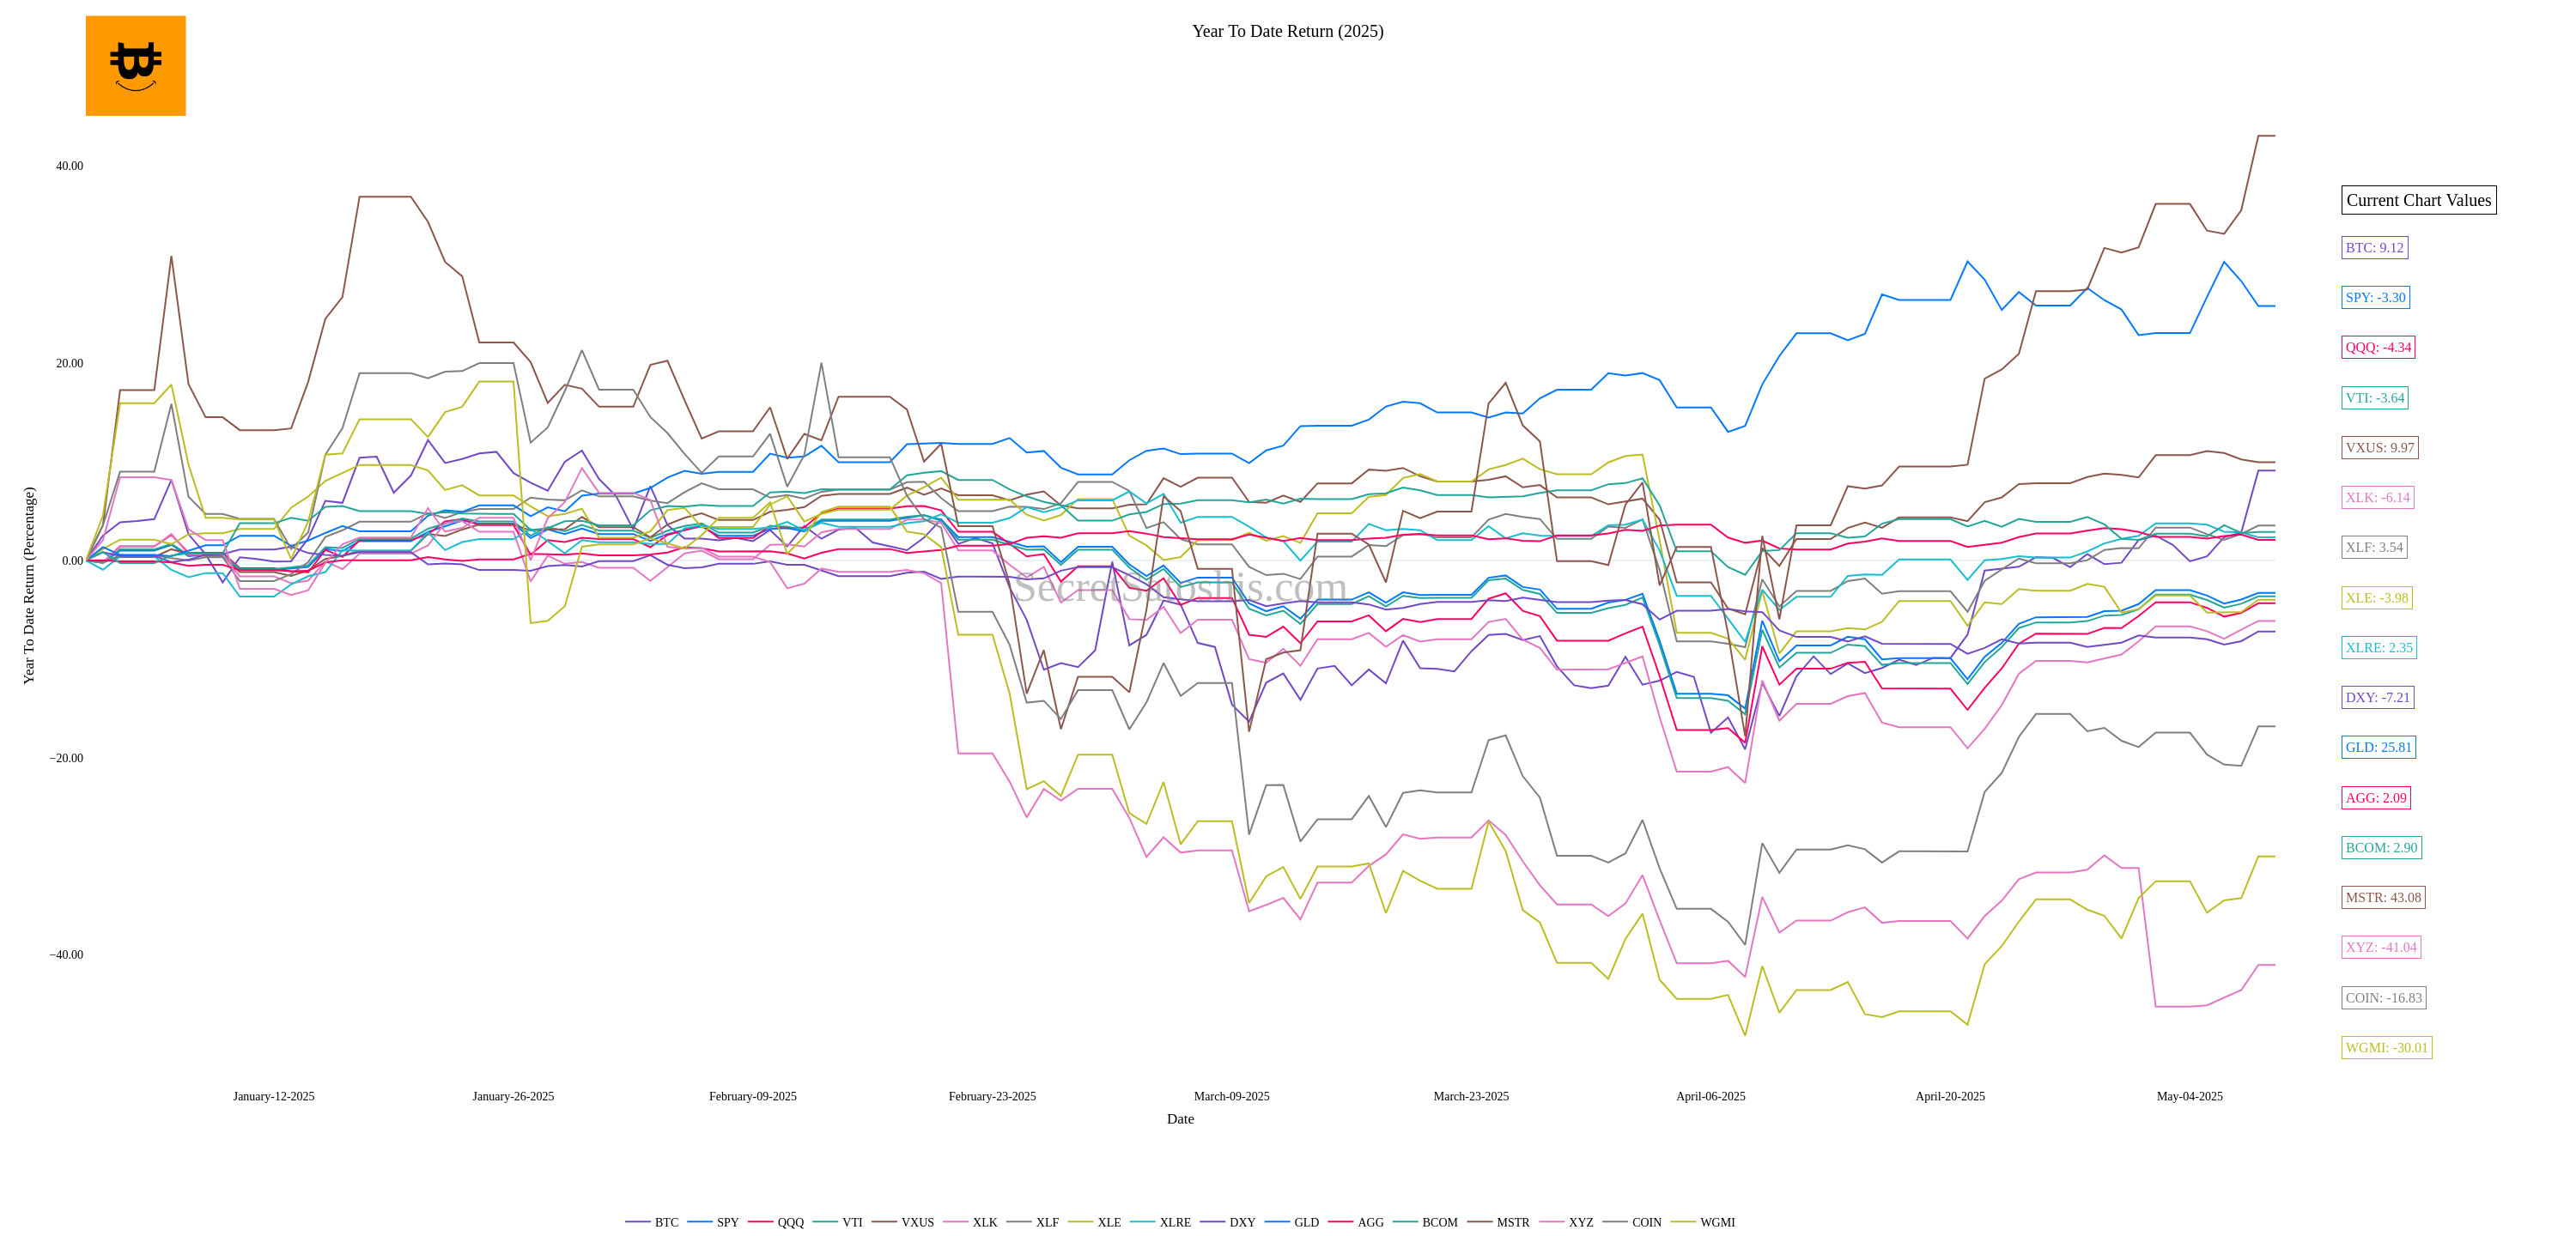 Year To Date Return (2025)
40.00
20.00
0.00
−20.00
−40.00
Year To Date Return (Percentage)
SecretSatoshis.com
Current Chart Values
BTC: 9.12
SPY: -3.30
QQQ: -4.34
VTI: -3.64
VXUS: 9.97
XLK: -6.14
XLF: 3.54
XLE: -3.98
XLRE: 2.35
DXY: -7.21
GLD: 25.81
AGG: 2.09
BCOM: 2.90
MSTR: 43.08
XYZ: -41.04
COIN: -16.83
WGMI: -30.01
January-12-2025 January-26-2025 February-09-2025 February-23-2025 March-09-2025 March-23-2025 April-06-2025 April-20-2025 May-04-2025
Date
BTC SPY QQQ VTI VXUS XLK XLF XLE XLRE DXY GLD AGG BCOM MSTR XYZ COIN WGMI